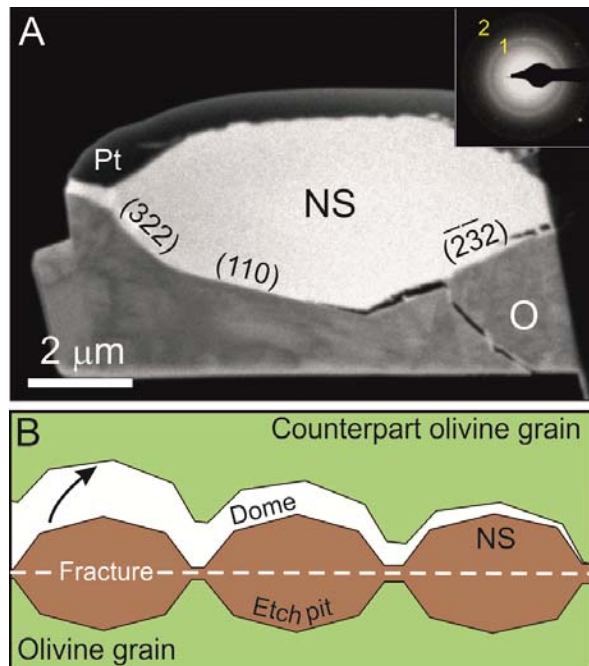 A
2
1
Pt
NS
(322)
(110)
(2̅3̅2)
O
2 μm
B
Counterpart olivine grain
Dome
NS
Fracture
Etch pit
Olivine grain